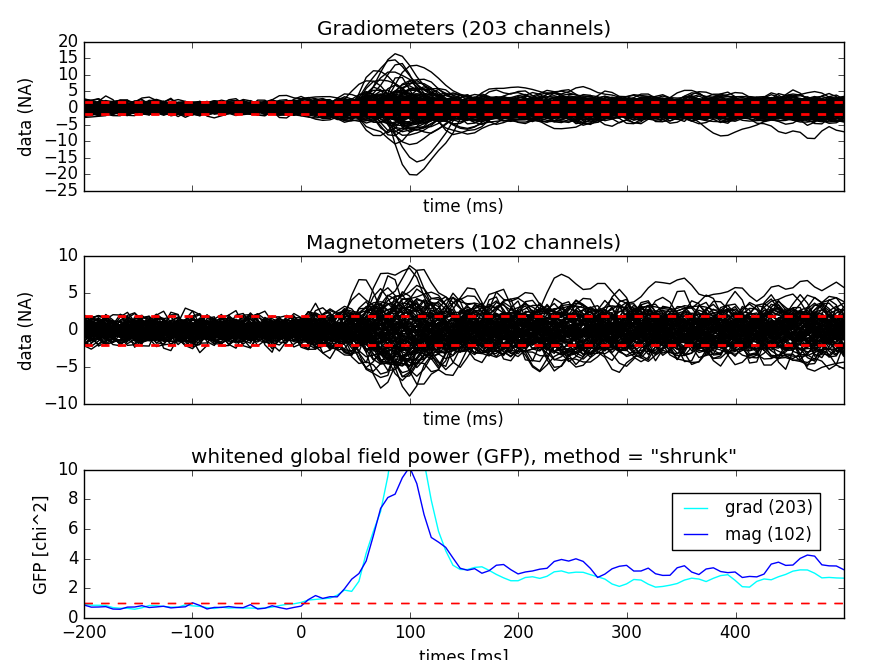 Gradiometers (203 channels)
20
15
10
5
0
−5
−10
−15
−20
−25
data (NA)
time (ms)
Magnetometers (102 channels)
10
5
0
−5
−10
data (NA)
time (ms)
whitened global field power (GFP), method = "shrunk"
10
8
6
4
2
0
GFP [chi^2]
grad (203)
mag (102)
−200 −100 0 100 200 300 400
times [ms]